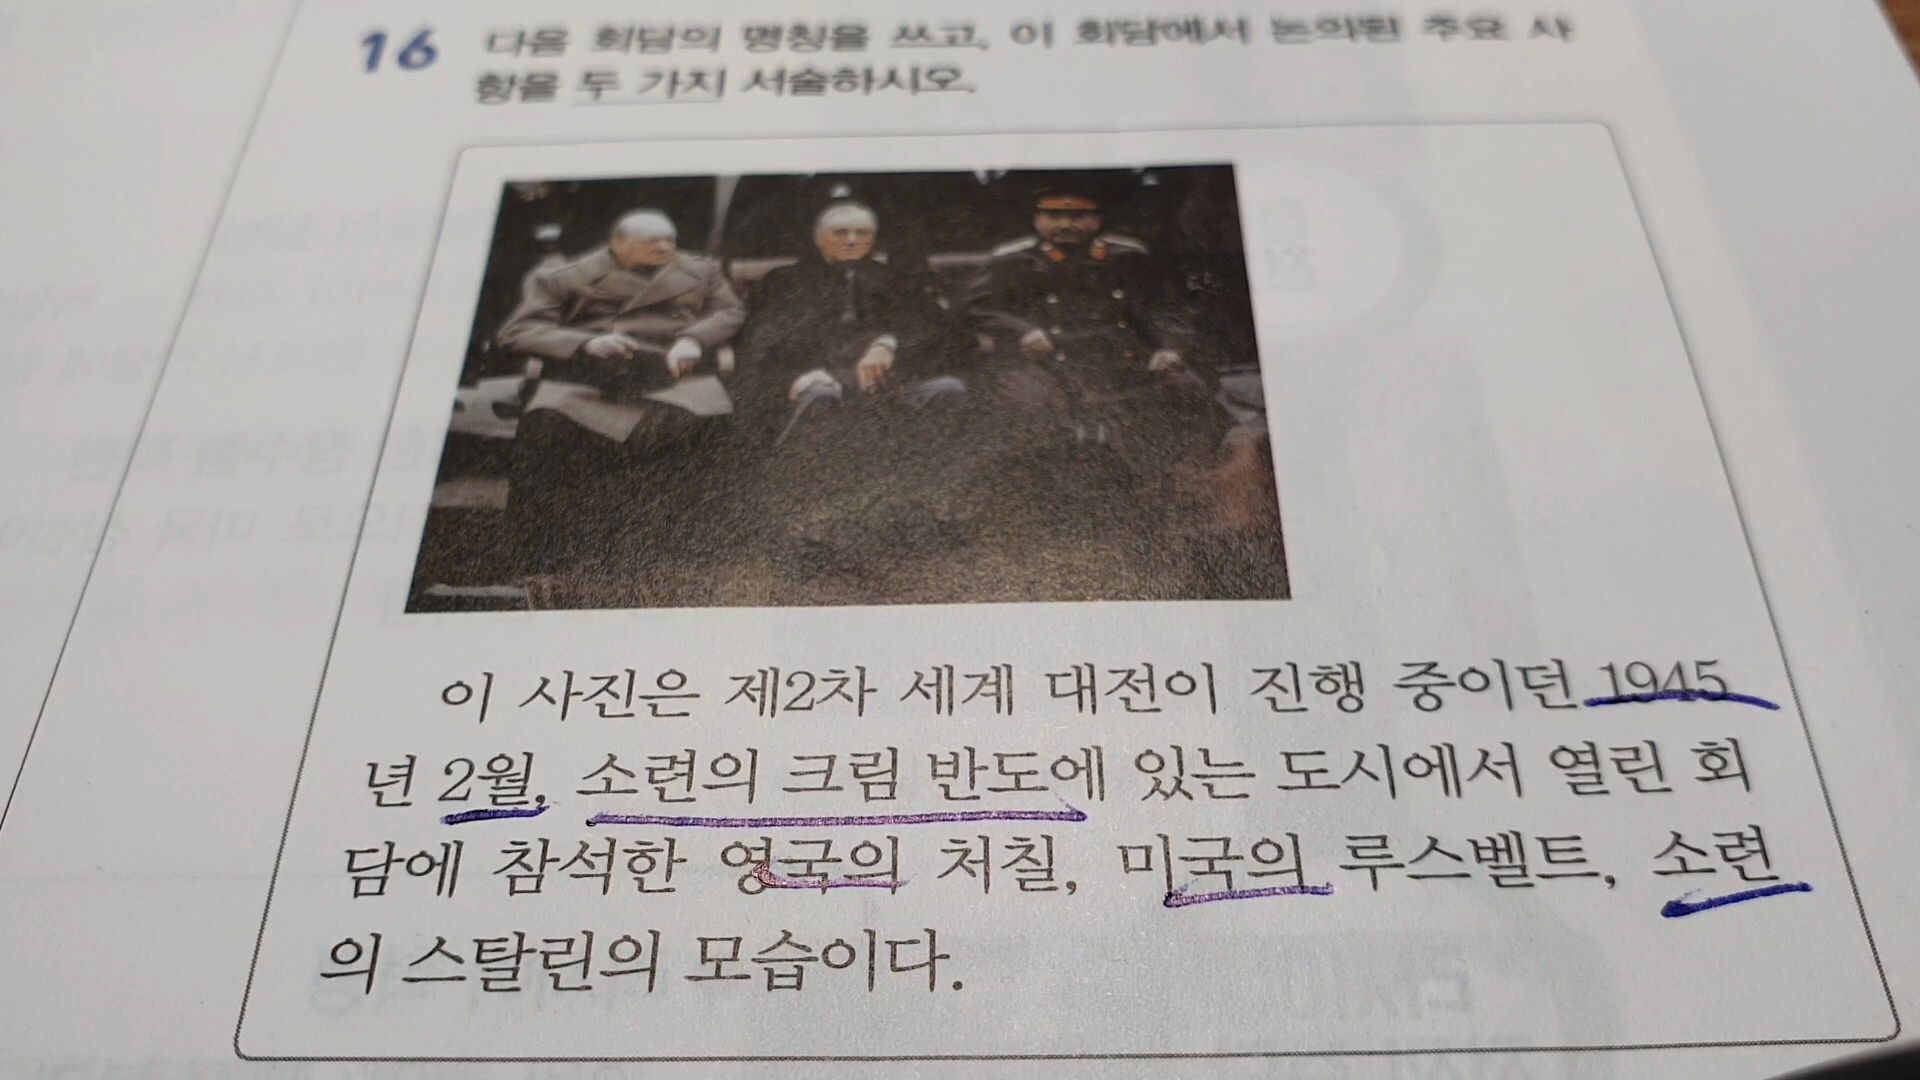 16 다음 회담의 명칭을 쓰고, 이 회담에서 논의된 주요 사
항을 두 가지 서술하시오.
이 사진은 제2차 세계 대전이 진행 중이던 1945
년 2월, 소련의 크림 반도에 있는 도시에서 열린 회
담에 참석한 영국의 처칠, 미국의 루스벨트, 소련
의 스탈린의 모습이다.